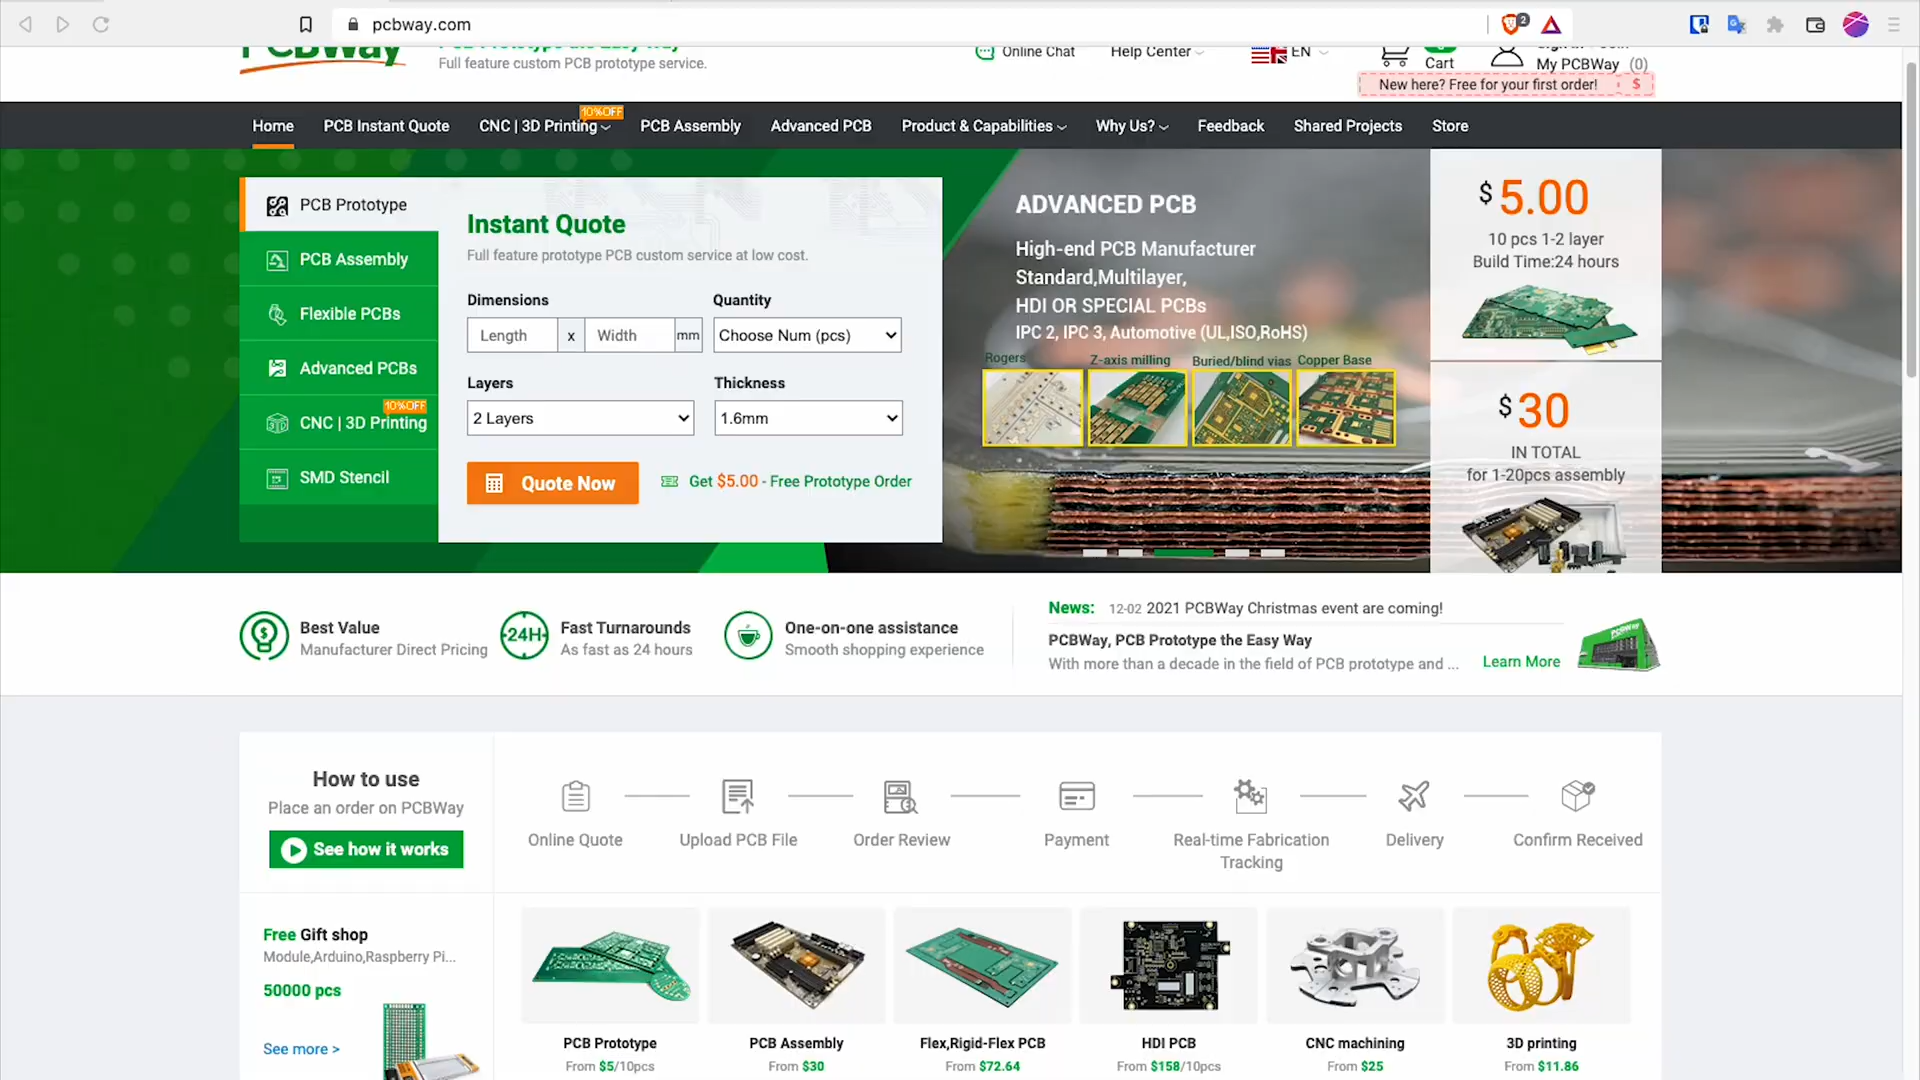 pcbway.com
2
PCBWay
PCB Prototype the Easy Way
Full feature custom PCB prototype service.
Online Chat
Help Center
EN
Cart
My PCBWay (0)
New here? Free for your first order! $
10%OFF
Home
PCB Instant Quote
CNC | 3D Printing
PCB Assembly
Advanced PCB
Product & Capabilities
Why Us?
Feedback
Shared Projects
Store
PCB Prototype
PCB Assembly
Flexible PCBs
Advanced PCBs
10%OFF
CNC | 3D Printing
SMD Stencil
Instant Quote
Full feature prototype PCB custom service at low cost.
Dimensions
Quantity
Length x Width mm
Choose Num (pcs)
Layers
Thickness
2 Layers
1.6mm
Quote Now
Get $5.00 - Free Prototype Order
ADVANCED PCB
High-end PCB Manufacturer
Standard,Multilayer,
HDI OR SPECIAL PCBs
IPC 2, IPC 3, Automotive (UL,ISO,RoHS)
Rogers
Z-axis milling
Buried/blind vias
Copper Base
$ 5.00
10 pcs 1-2 layer
Build Time:24 hours
$ 30
IN TOTAL
for 1-20pcs assembly
Best Value
Manufacturer Direct Pricing
24H
Fast Turnarounds
As fast as 24 hours
One-on-one assistance
Smooth shopping experience
News: 12-02 2021 PCBWay Christmas event are coming!
PCBWay, PCB Prototype the Easy Way
With more than a decade in the field of PCB prototype and ...
Learn More
PCBWay
How to use
Place an order on PCBWay
See how it works
Online Quote
Upload PCB File
Order Review
Payment
Real-time Fabrication
Tracking
Delivery
Confirm Received
Free Gift shop
Module,Arduino,Raspberry Pi...
50000 pcs
See more >
PCB Prototype
From $5/10pcs
PCB Assembly
From $30
Flex,Rigid-Flex PCB
From $72.64
HDI PCB
From $158/10pcs
CNC machining
From $25
3D printing
From $11.86